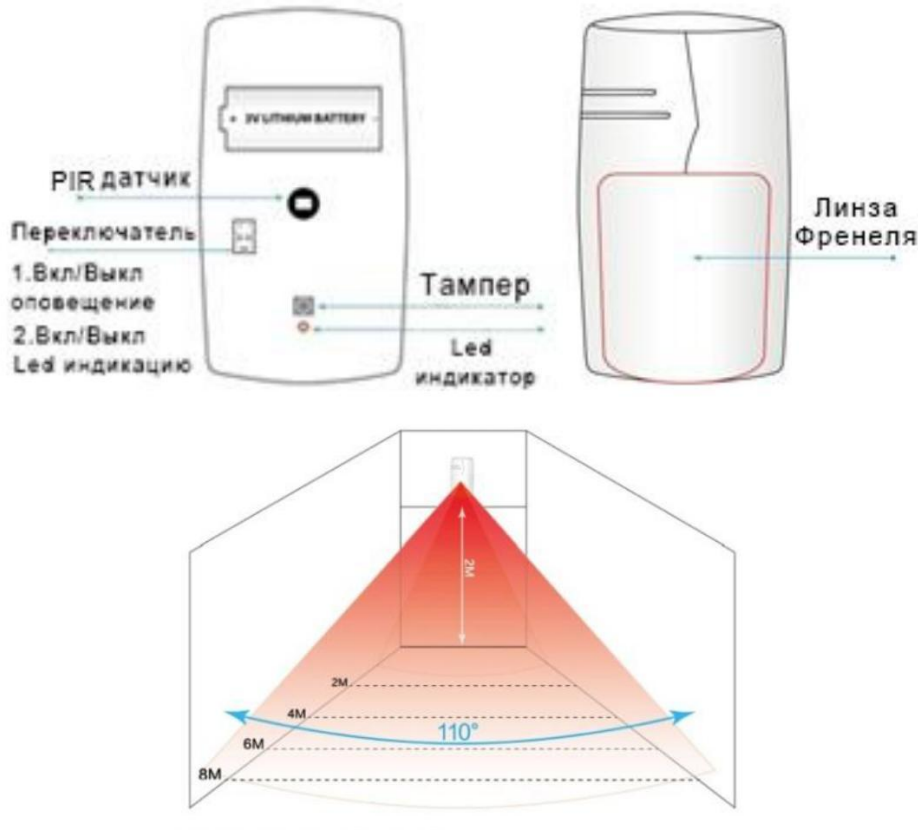 3V LITHIUM BATTERY
PIR датчик
Переключатель
1.Вкл/Выкл
оповещение
2.Вкл/Выкл
Led индикацию
Тампер
Led
индикатор
Линза
Френеля
2M
2M
4M
110°
6M
8M